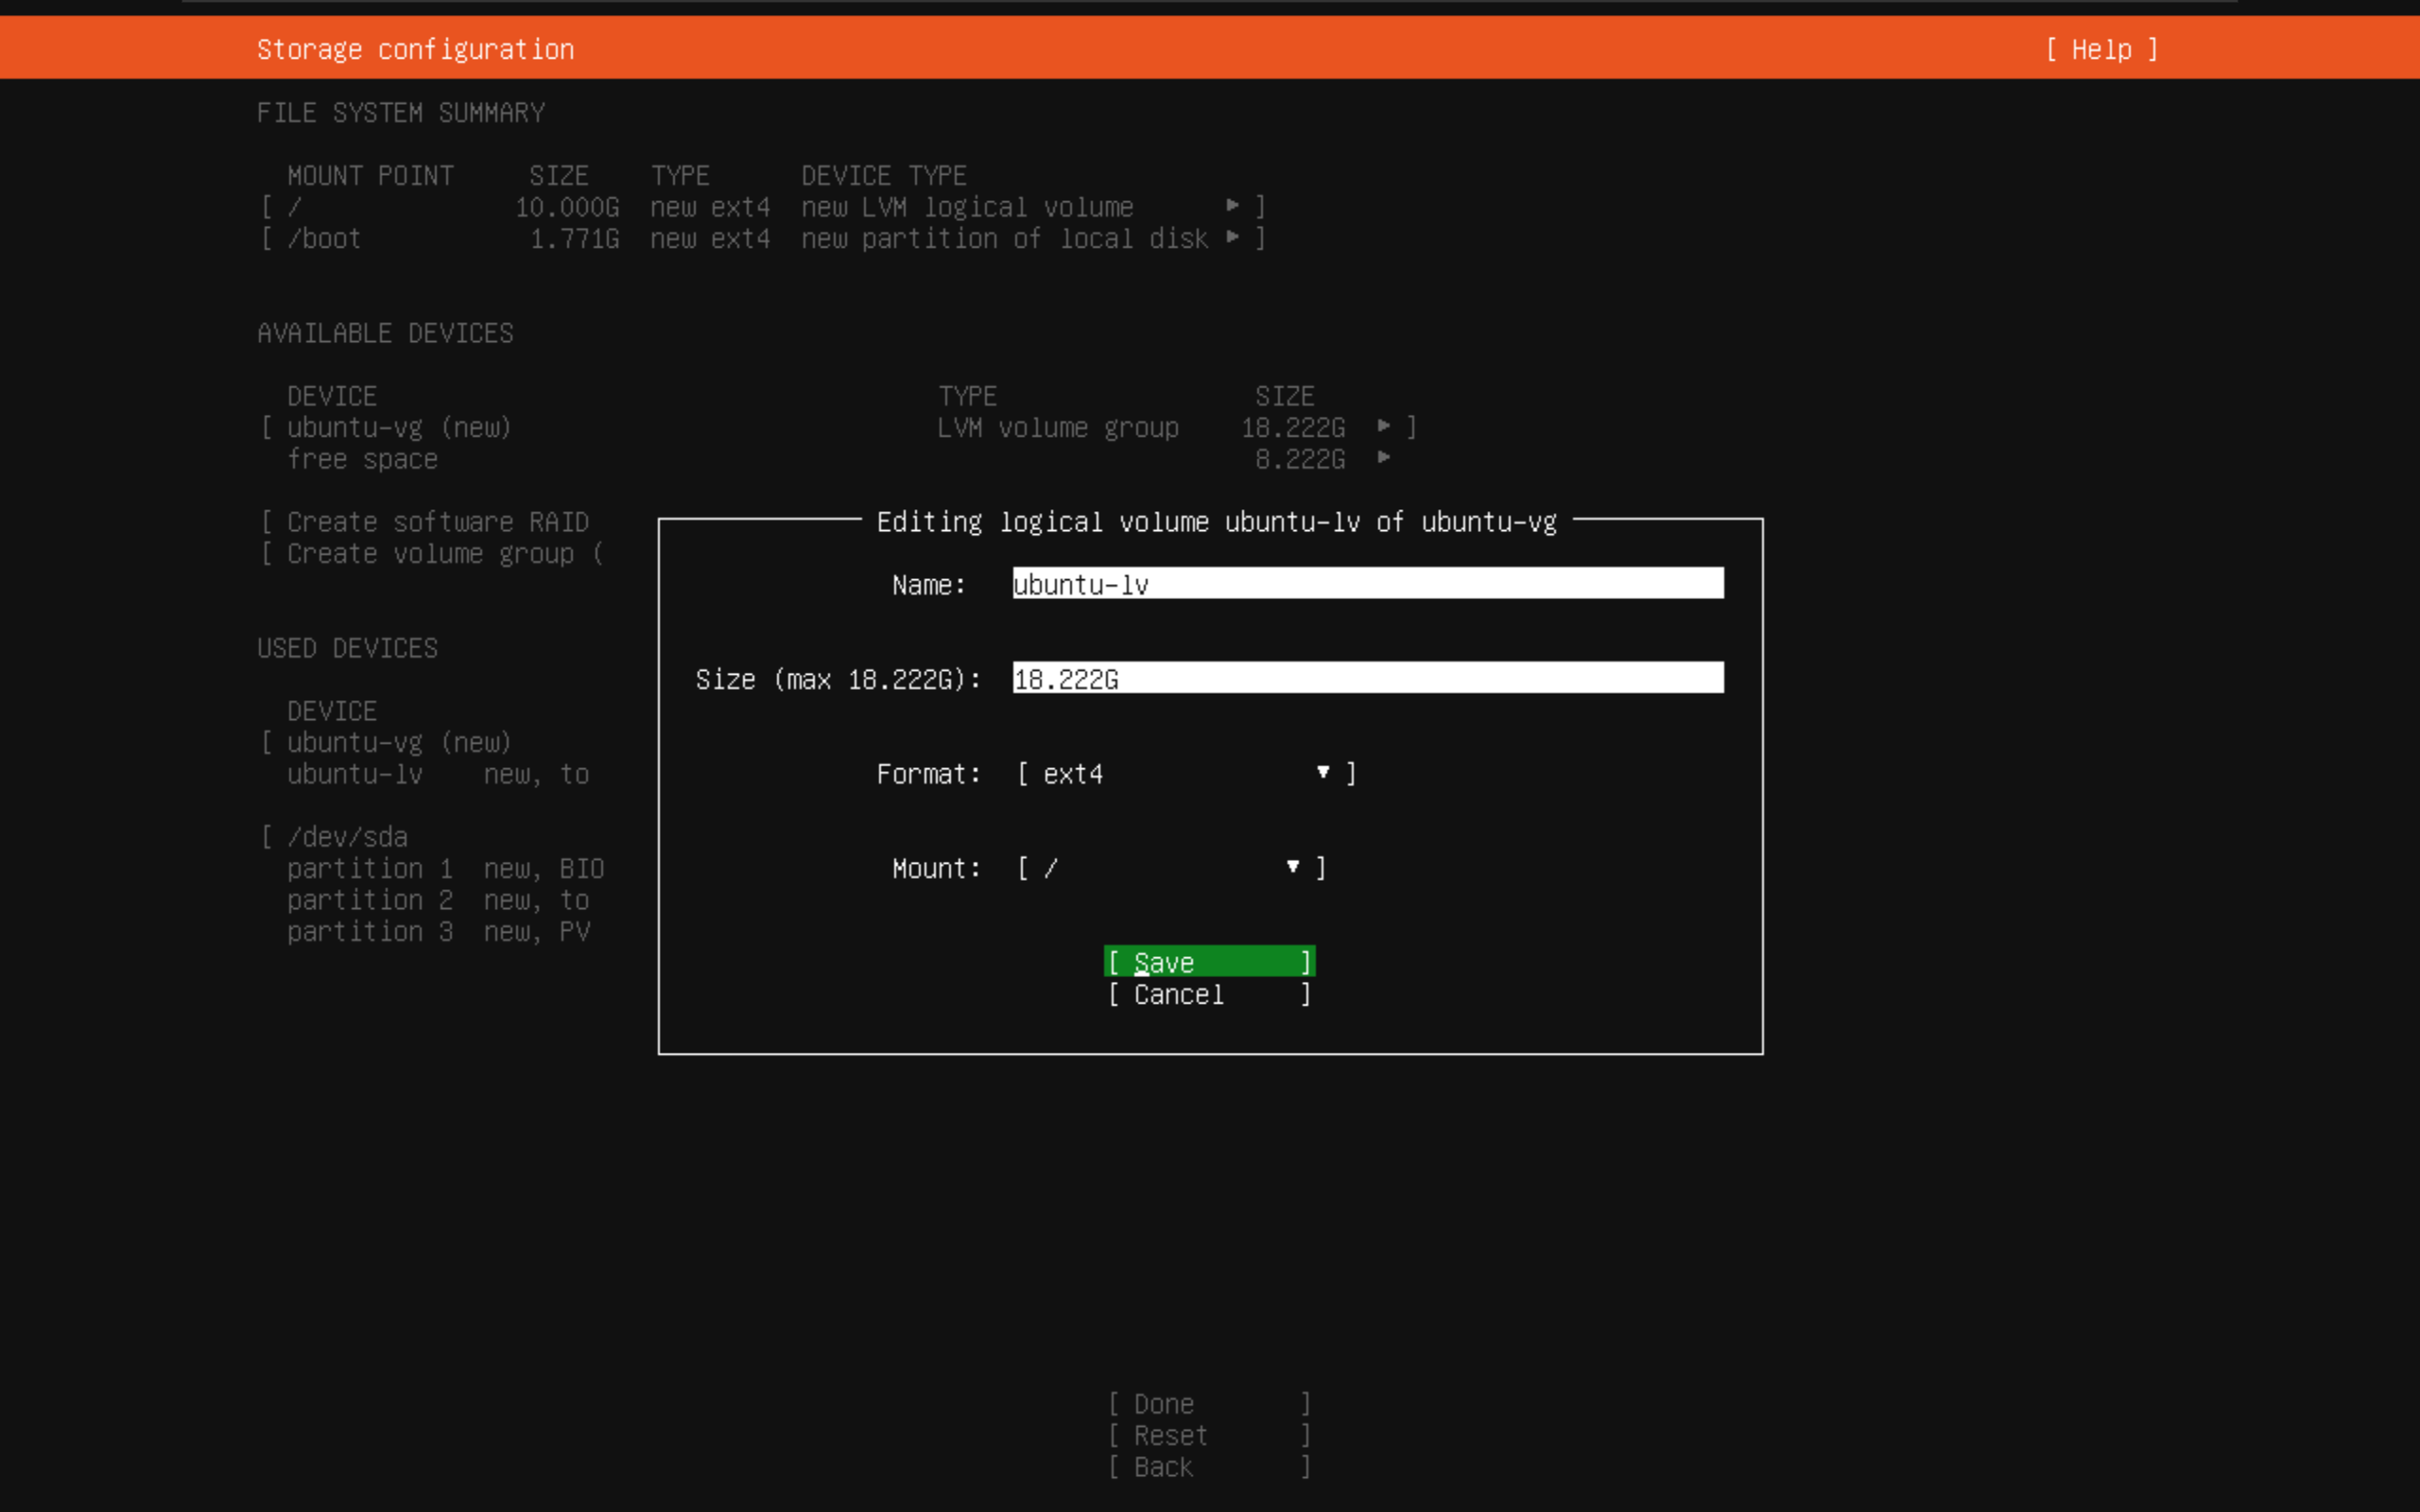 Storage configuration [ Help ]
FILE SYSTEM SUMMARY
MOUNT POINT SIZE TYPE DEVICE TYPE
[ / 10.000G new ext4 new LVM logical volume ▸ ]
[ /boot 1.771G new ext4 new partition of local disk ▸ ]
AVAILABLE DEVICES
DEVICE TYPE SIZE
[ ubuntu-vg (new) LVM volume group 18.222G ▸ ]
free space 8.222G ▸
[ Create software RAID
[ Create volume group (
Editing logical volume ubuntu-lv of ubuntu-vg
Name: ubuntu-lv
Size (max 18.222G): 18.222G
Format: [ ext4 ▾ ]
Mount: [ / ▾ ]
[ Save ]
[ Cancel ]
USED DEVICES
DEVICE
[ ubuntu-vg (new)
ubuntu-lv new, to
[ /dev/sda
partition 1 new, BIO
partition 2 new, to
partition 3 new, PV
[ Done ]
[ Reset ]
[ Back ]